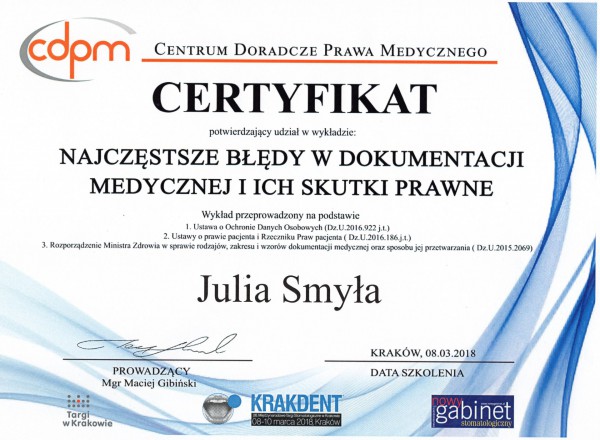 cdpm CENTRUM DORADCZE PRAWA MEDYCZNEGO
CERTYFIKAT
potwierdzający udział w wykładzie:
NAJCZĘSTSZE BŁĘDY W DOKUMENTACJI
MEDYCZNEJ I ICH SKUTKI PRAWNE
Wykład przeprowadzony na podstawie
1. Ustawa o Ochronie Danych Osobowych (Dz.U.2016.922 j.t.)
2. Ustawy o prawie pacjenta i Rzeczniku Praw pacjenta ( Dz.U.2016.186.j.t.)
3. Rozporządzenie Ministra Zdrowia w sprawie rodzajów, zakresu i wzorów dokumentacji medycznej oraz sposobu jej przetwarzania ( Dz.U.2015.2069)
Julia Smyła
KRAKÓW, 08.03.2018
PROWADZĄCY
DATA SZKOLENIA
Mgr Maciej Gibiński
Targi
w Krakowie
KRAKDENT
08-10 marca 2018, Kraków
nowy
gabinet
stomatologiczny